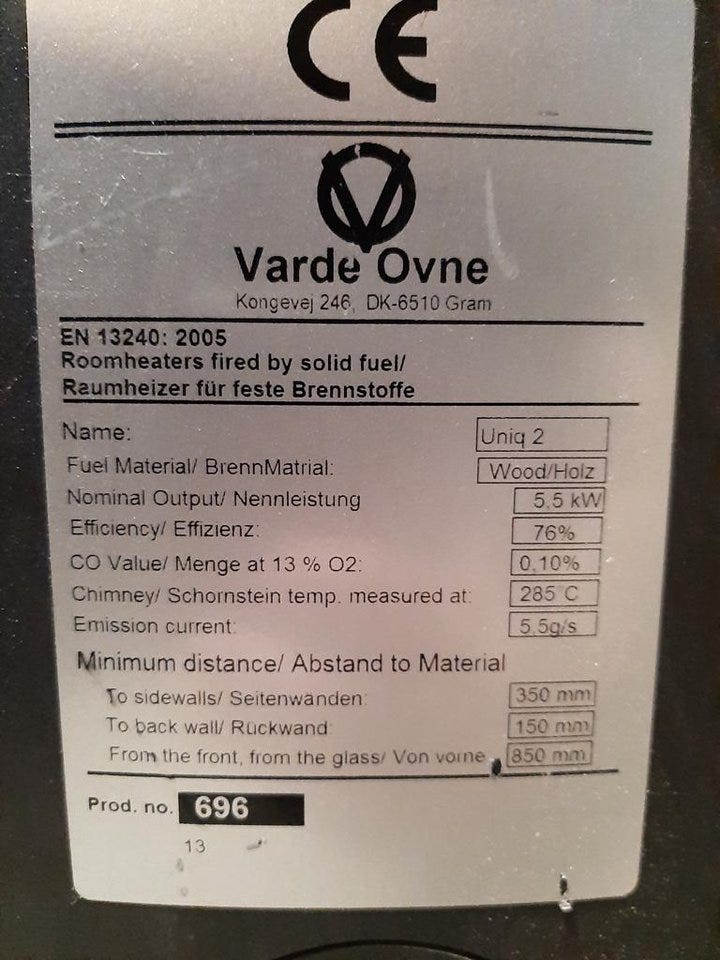 CE
Varde Ovne
Kongevej 246, DK-6510 Gram
EN 13240: 2005
Roomheaters fired by solid fuel/
Raumheizer für feste Brennstoffe
Name: Uniq 2
Fuel Material/ BrennMatrial: Wood/Holz
Nominal Output/ Nennleistung 5,5 kW
Efficiency/ Effizienz: 76%
CO Value/ Menge at 13 % O2: 0,10%
Chimney/ Schornstein temp. measured at: 285 C
Emission current: 5,5g/s
Minimum distance/ Abstand to Material
To sidewalls/ Seitenwanden: 350 mm
To back wall/ Rückwand: 150 mm
From the front, from the glass/ Von vorne 850 mm
Prod. no. 696
13